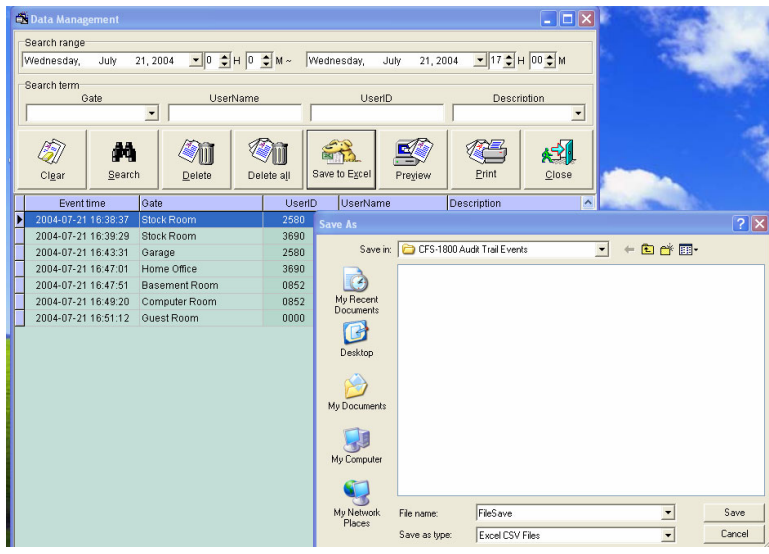 Data Management
Search range
Wednesday, July 21, 2004 0 H 0 M ~ Wednesday, July 21, 2004 17 H 00 M
Search term
Gate UserName UserID Description
Clear Search Delete Delete all Save to Excel Preview Print Close
Event time Gate UserID UserName Description
2004-07-21 16:38:37 Stock Room 2580
2004-07-21 16:39:29 Stock Room 3690
2004-07-21 16:43:31 Garage 2580
2004-07-21 16:47:01 Home Office 3690
2004-07-21 16:47:51 Basement Room 0852
2004-07-21 16:49:20 Computer Room 0852
2004-07-21 16:51:12 Guest Room 0000
Save As
Save in: CFS-1800 Audit Trail Events
My Recent
Documents
Desktop
My Documents
My Computer
My Network
Places
File name: FileSave Save
Save as type: Excel CSV Files Cancel